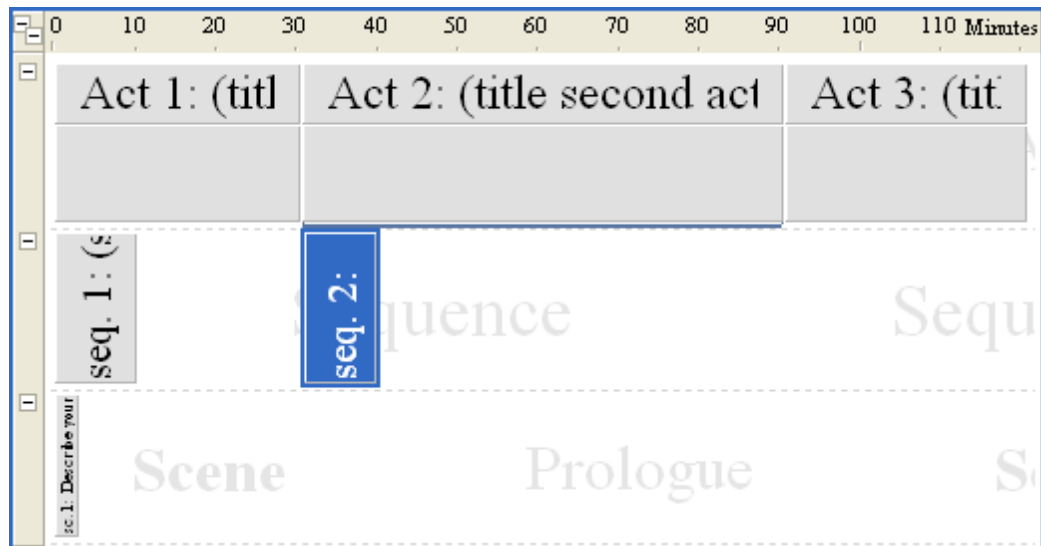 0 10 20 30 40 50 60 70 80 90 100 110 Minutes
Act 1: (titl Act 2: (title second act Act 3: (tit
seq. 1: (s
seq. 2:
Sequence Sequ
sc.1: Describe your
Scene Prologue S